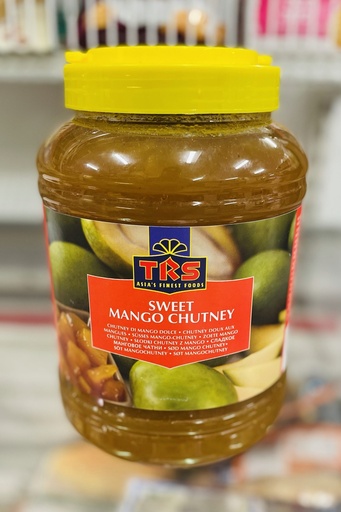 TRS
ASIA'S FINEST FOODS
SWEET
MANGO CHUTNEY
CHUTNEY DI MANGO DOLCE • CHUTNEY DOUX AUX
MANGUES • SÜSSES MANGO-CHUTNEY • ZOETE MANGO
CHUTNEY • SŁODKI CHUTNEY Z MANGO • СЛАДКОЕ
МАНГОВОЕ ЧАТНИ • SØD MANGO CHUTNEY •
SÖT MANGOCHUTNEY • SØT MANGOCHUTNEY